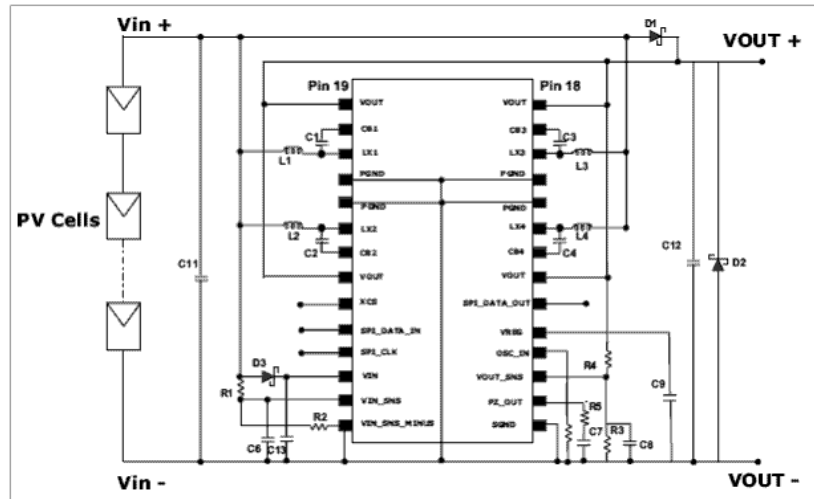 Vin +
D1
VOUT +
Pin 19
Pin 18
VOUT
VOUT
C1
CB1
CB3
C3
LX1
LX3
L1
L3
PGND
PGND
PGND
PGND
PV Cells
LX2
LX4
L2
L4
C2
CB2
CB4
C4
C12
D2
C11
VOUT
VOUT
XCS
SPI_DATA_OUT
SPI_DATA_IN
VREG
SPI_CLK
OSC_IN
D3
R4
VIN
VOUT_SNS
R1
C9
VIN_SNS
PZ_OUT
R5
R2
VIN_SNS_MINUS
SGND
C6
C13
C7
R3
C8
Vin -
VOUT -